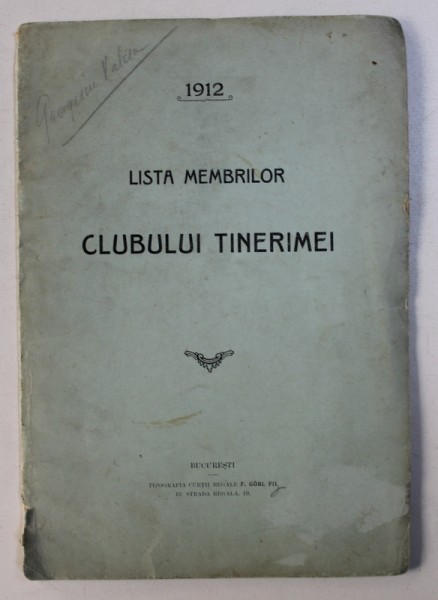 1912
LISTA MEMBRILOR
CLUBULUI TINERIMEI
BUCUREŞTI
TIPOGRAFIA CURŢII REGALE F. GÖBL FII
19. STRADA REGALĂ, 19.